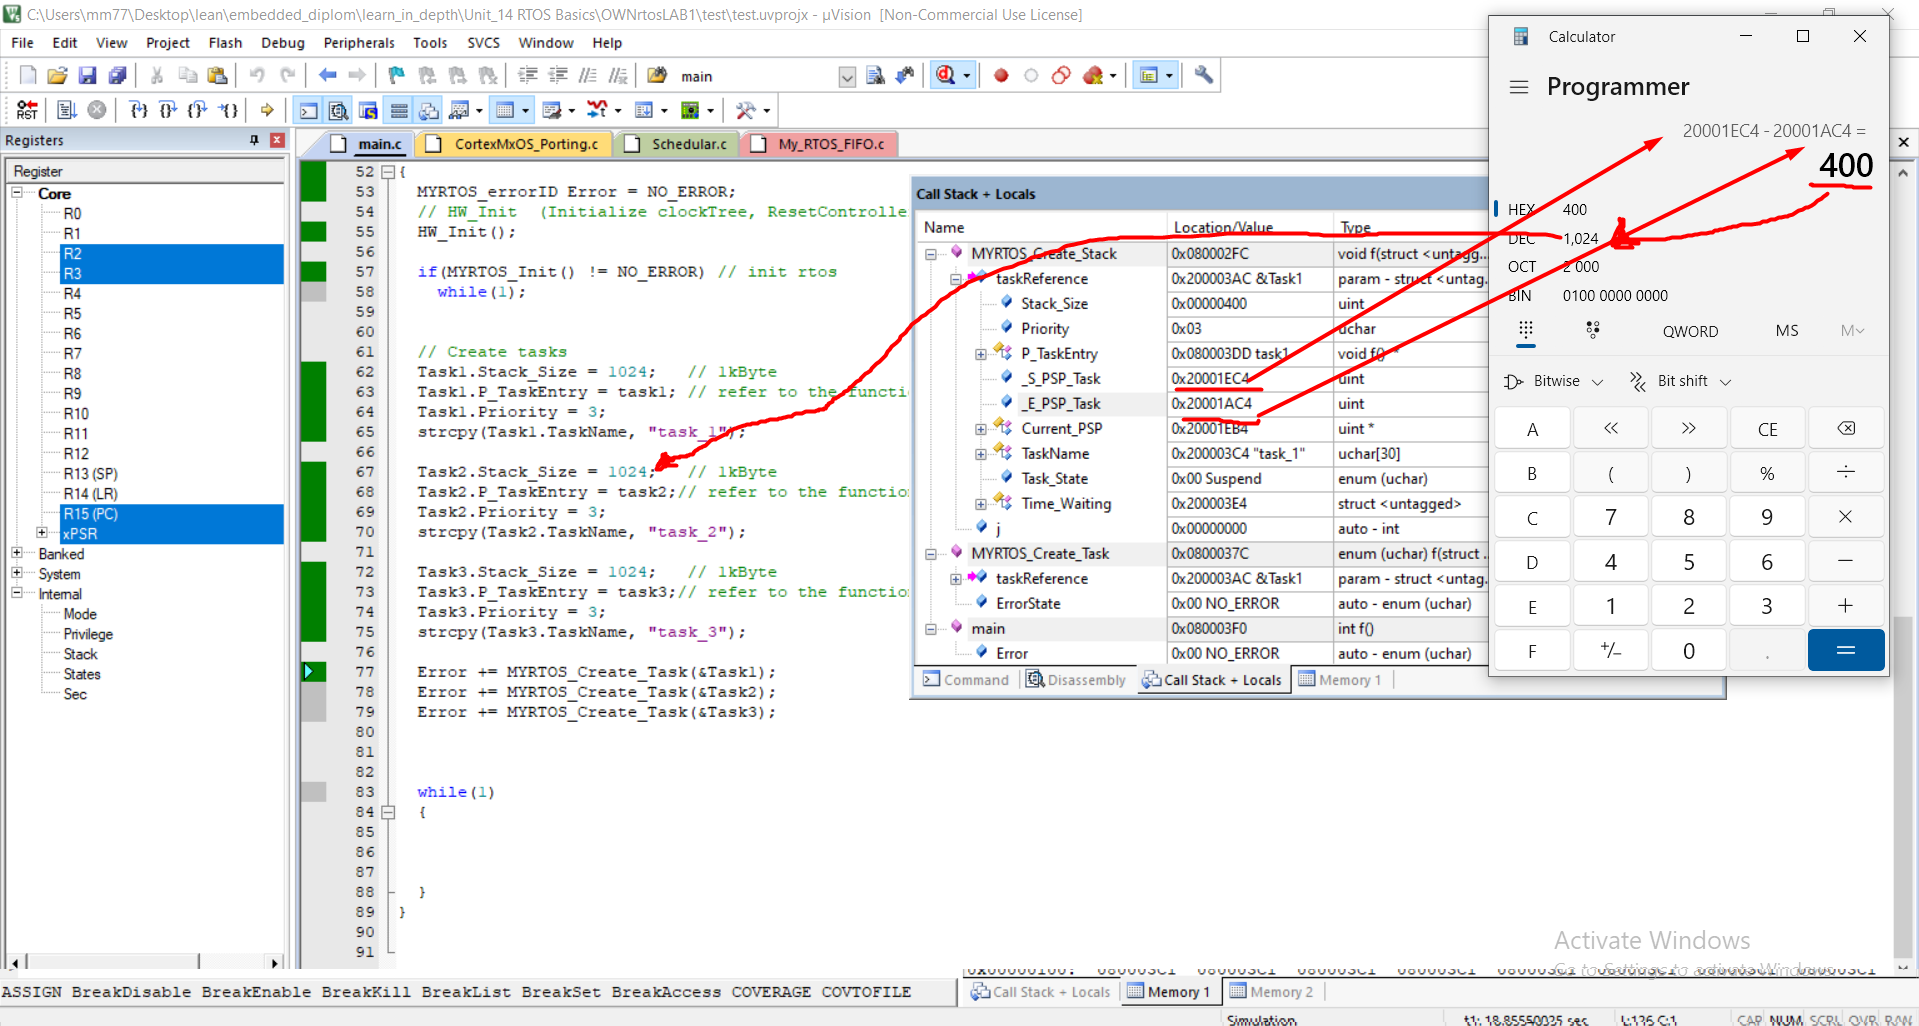 C:\Users\mm77\Desktop\lean\embedded_diplom\learn_in_depth\Unit_14 RTOS Basics\OWNrtosLAB1\test\test.uvprojx - µVision [Non-Commercial Use License]
File Edit View Project Flash Debug Peripherals Tools SVCS Window Help
main
RST
Registers
Register
Core
R0
R1
R2
R3
R4
R5
R6
R7
R8
R9
R10
R11
R12
R13 (SP)
R14 (LR)
R15 (PC)
xPSR
Banked
System
Internal
Mode
Privilege
Stack
States
Sec
main.c CortexMxOS_Porting.c Schedular.c My_RTOS_FIFO.c
52 {
53 MYRTOS_errorID Error = NO_ERROR;
54 // HW_Init (Initialize clockTree, ResetControlle
55 HW_Init();
56
57 if(MYRTOS_Init() != NO_ERROR) // init rtos
58 while(1);
59
60
61 // Create tasks
62 Task1.Stack_Size = 1024; // 1kByte
63 Task1.P_TaskEntry = task1; // refer to the functi
64 Task1.Priority = 3;
65 strcpy(Task1.TaskName, "task_1");
66
67 Task2.Stack_Size = 1024; // 1kByte
68 Task2.P_TaskEntry = task2;// refer to the functio
69 Task2.Priority = 3;
70 strcpy(Task2.TaskName, "task_2");
71
72 Task3.Stack_Size = 1024; // 1kByte
73 Task3.P_TaskEntry = task3;// refer to the functio
74 Task3.Priority = 3;
75 strcpy(Task3.TaskName, "task_3");
76
77 Error += MYRTOS_Create_Task(&Task1);
78 Error += MYRTOS_Create_Task(&Task2);
79 Error += MYRTOS_Create_Task(&Task3);
80
81
82
83 while(1)
84 {
85
86
87
88 }
89 }
90
91
Call Stack + Locals
Name Location/Value Type
MYRTOS_Create_Stack 0x080002FC void f(struct <untagg...
taskReference 0x200003AC &Task1 param - struct <untag...
Stack_Size 0x00000400 uint
Priority 0x03 uchar
P_TaskEntry 0x080003DD task1 void f() *
_S_PSP_Task 0x20001EC4 uint
_E_PSP_Task 0x20001AC4 uint
Current_PSP 0x20001EB4 uint *
TaskName 0x200003C4 "task_1" uchar[30]
Task_State 0x00 Suspend enum (uchar)
Time_Waiting 0x200003E4 struct <untagged>
j 0x00000000 auto - int
MYRTOS_Create_Task 0x0800037C enum (uchar) f(struct ...
taskReference 0x200003AC &Task1 param - struct <untag...
ErrorState 0x00 NO_ERROR auto - enum (uchar)
main 0x080003F0 int f()
Error 0x00 NO_ERROR auto - enum (uchar)
Command Disassembly Call Stack + Locals Memory 1
Calculator
Programmer
20001EC4 - 20001AC4 =
400
HEX 400
DEC 1,024
OCT 2 000
BIN 0100 0000 0000
QWORD MS M
Bitwise Bit shift
A << >> CE
B ( ) % ÷
C 7 8 9 ×
D 4 5 6 −
E 1 2 3 +
F +/− 0 . =
Activate Windows
Go to Settings to activate Windows.
ASSIGN BreakDisable BreakEnable BreakKill BreakList BreakSet BreakAccess COVERAGE COVTOFILE
Call Stack + Locals Memory 1 Memory 2
Simulation t1: 18.85550025 sec L:136 C:1 CAP NUM SCRL OVR R/W